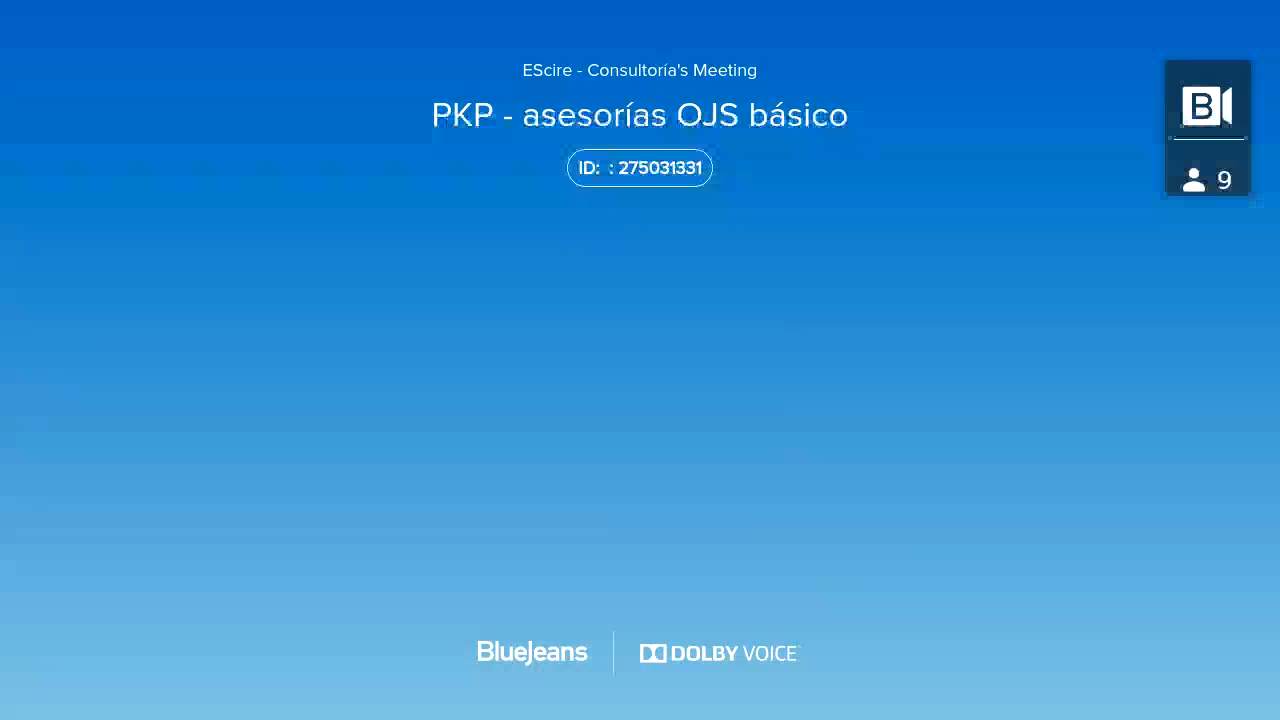 EScire - Consultoría's Meeting
PKP - asesorías OJS básico
ID: : 275031331
B
9
BlueJeans
DOLBY VOICE